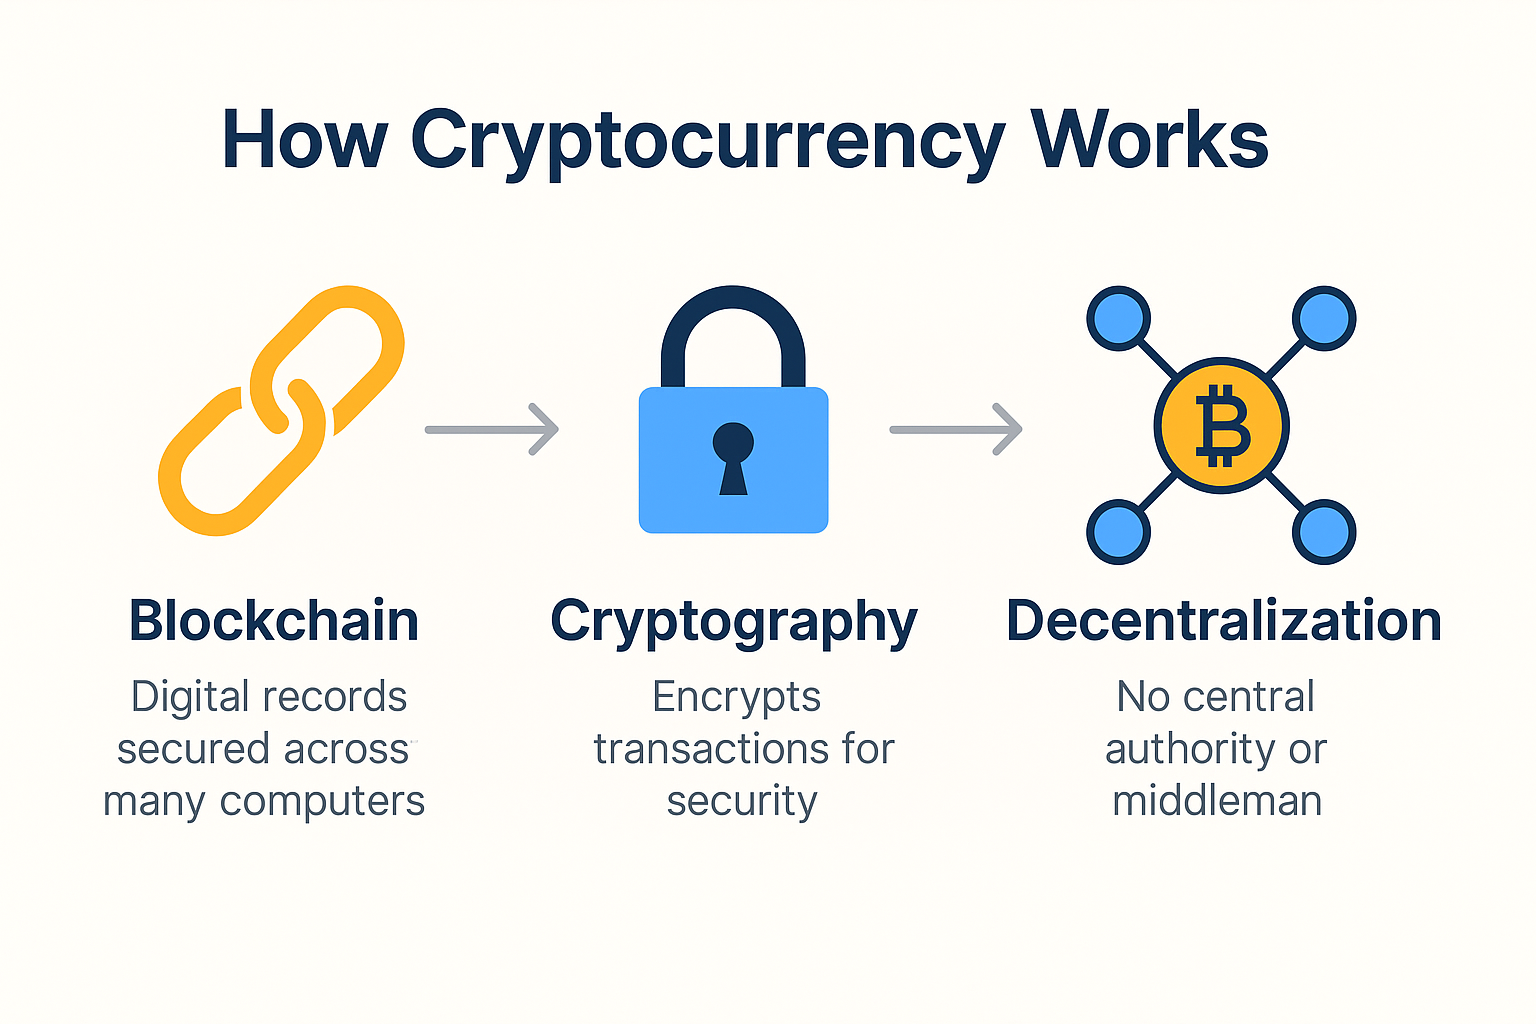 How Cryptocurrency Works
Blockchain
Digital records
secured across
many computers
Cryptography
Encrypts
transactions for
security
Decentralization
No central
authority or
middleman